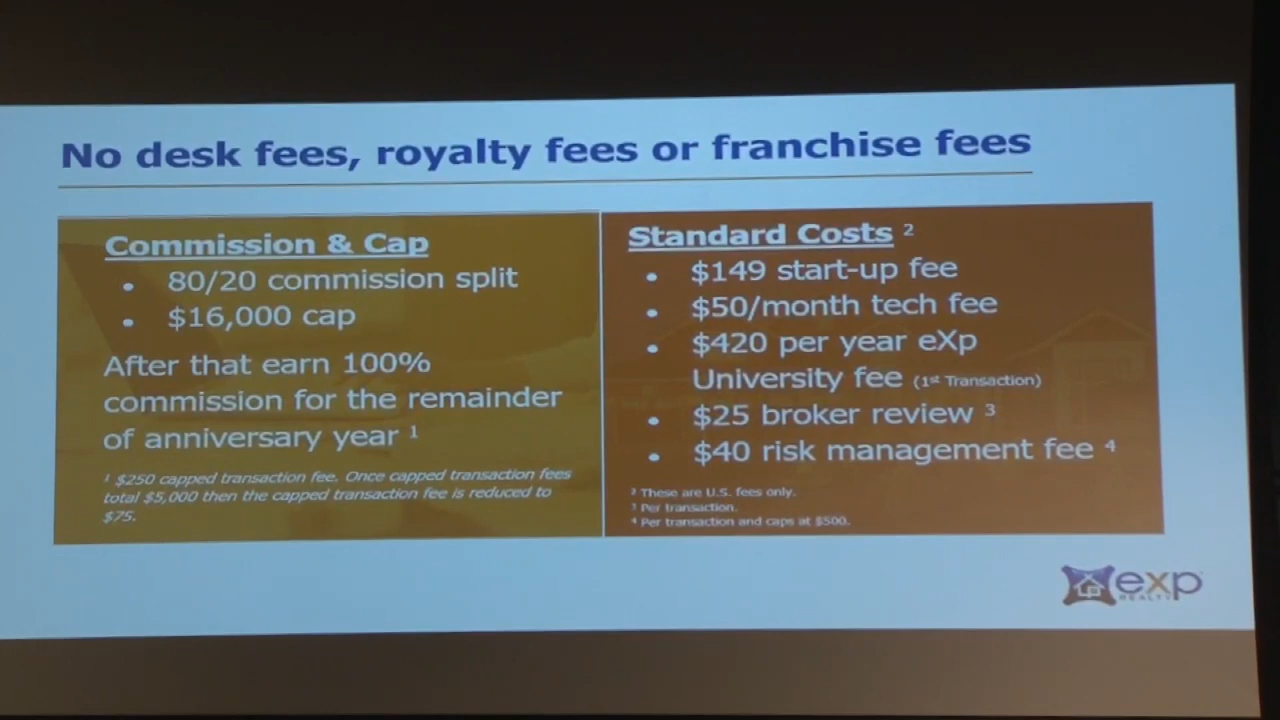 No desk fees, royalty fees or franchise fees
Commission & Cap
• 80/20 commission split
• $16,000 cap
After that earn 100%
commission for the remainder
of anniversary year ¹
¹ $250 capped transaction fee. Once capped transaction fees
total $5,000 then the capped transaction fee is reduced to
$75.
Standard Costs ²
• $149 start-up fee
• $50/month tech fee
• $420 per year eXp
University fee (1st Transaction)
• $25 broker review ³
• $40 risk management fee ⁴
² These are U.S. fees only.
³ Per transaction.
⁴ Per transaction and caps at $500.
exp
REALTY